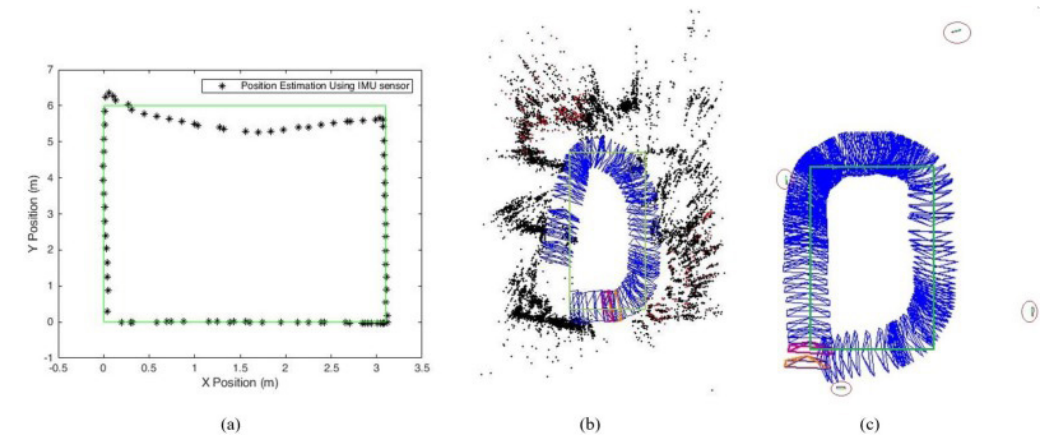 7
6
5
4
3
2
1
0
-1
Y Position (m)
Position Estimation Using IMU sensor
-0.5 0 0.5 1 1.5 2 2.5 3 3.5
X Position (m)
(a) (b) (c)